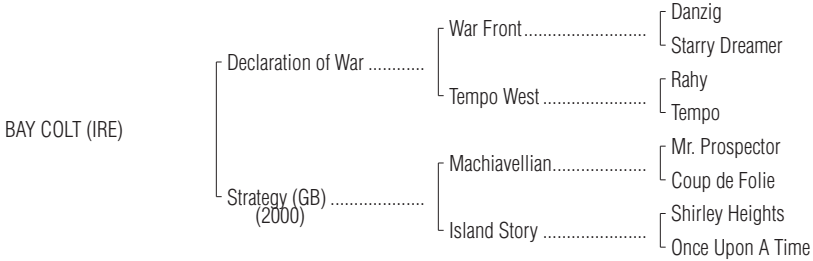 Danzig
War Front..........................
Starry Dreamer
Declaration of War ............
Rahy
Tempo West ......................
Tempo
BAY COLT (IRE)
Mr. Prospector
Machiavellian....................
Coup de Folie
Strategy (GB) ....................
(2000)
Shirley Heights
Island Story ......................
Once Upon A Time